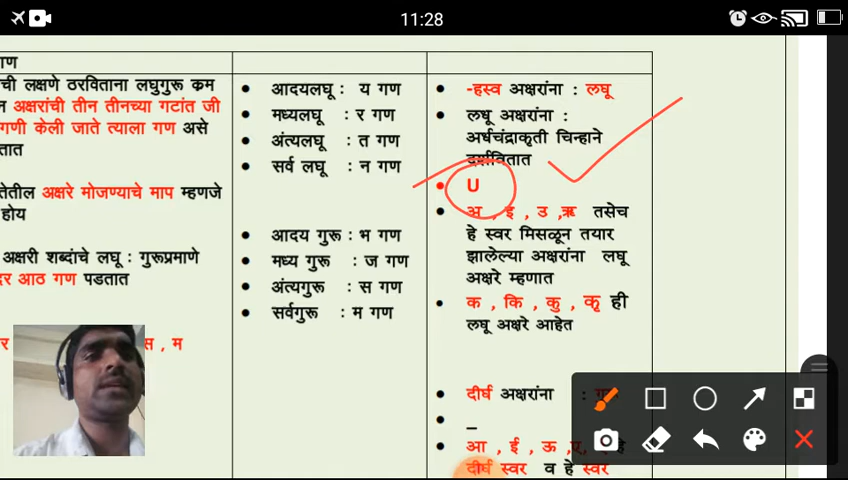 11:28
गण
ची लक्षणे ठरविताना लघुगुरू क्रम
न अक्षरांची तीन तीनच्या गटांत जी
गणी केली जाते त्याला गण असे
तात
तेतील अक्षरे मोजण्याचे माप म्हणजे
होय
अक्षरी शब्दांचे लघु : गुरूप्रमाणे
दर आठ गण पडतात
र
स , म
• आदयलघू : य गण
• मध्यलघू : र गण
• अंत्यलघू : त गण
• सर्व लघू : न गण
• आदय गुरू : भ गण
• मध्य गुरू : ज गण
• अंत्यगुरू : स गण
• सर्वगुरू : म गण
• -हस्व अक्षरांना : लघू
• लघू अक्षरांना :
अर्धचंद्राकृती चिन्हाने
दर्शवितात
• U
• अ , इ , उ ,ऋ तसेच
हे स्वर मिसळून तयार
झालेल्या अक्षरांना लघू
अक्षरे म्हणात
• क , कि , कु , कृ ही
लघू अक्षरे आहेत
• दीर्घ अक्षरांना :
• _
• आ , ई , ऊ ,ए, हे
दीर्घ स्वर व हे स्वर